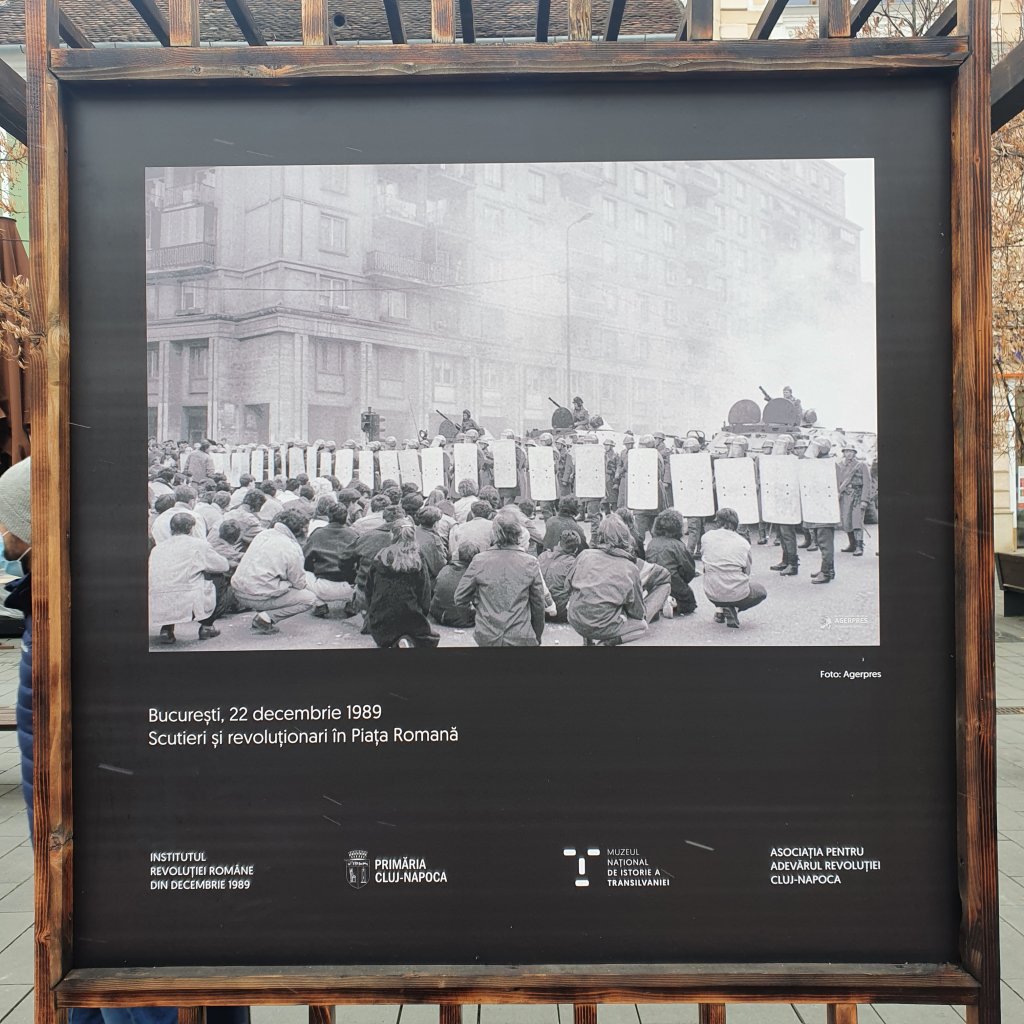 AGERPRES
Foto: Agerpres
București, 22 decembrie 1989
Scutieri și revoluționari în Piața Romană
INSTITUTUL
REVOLUȚIEI ROMÂNE
DIN DECEMBRIE 1989
PRIMĂRIA
CLUJ-NAPOCA
MUZEUL
NAȚIONAL
DE ISTORIE A
TRANSILVANIEI
ASOCIAȚIA PENTRU
ADEVĂRUL REVOLUȚIEI
CLUJ-NAPOCA